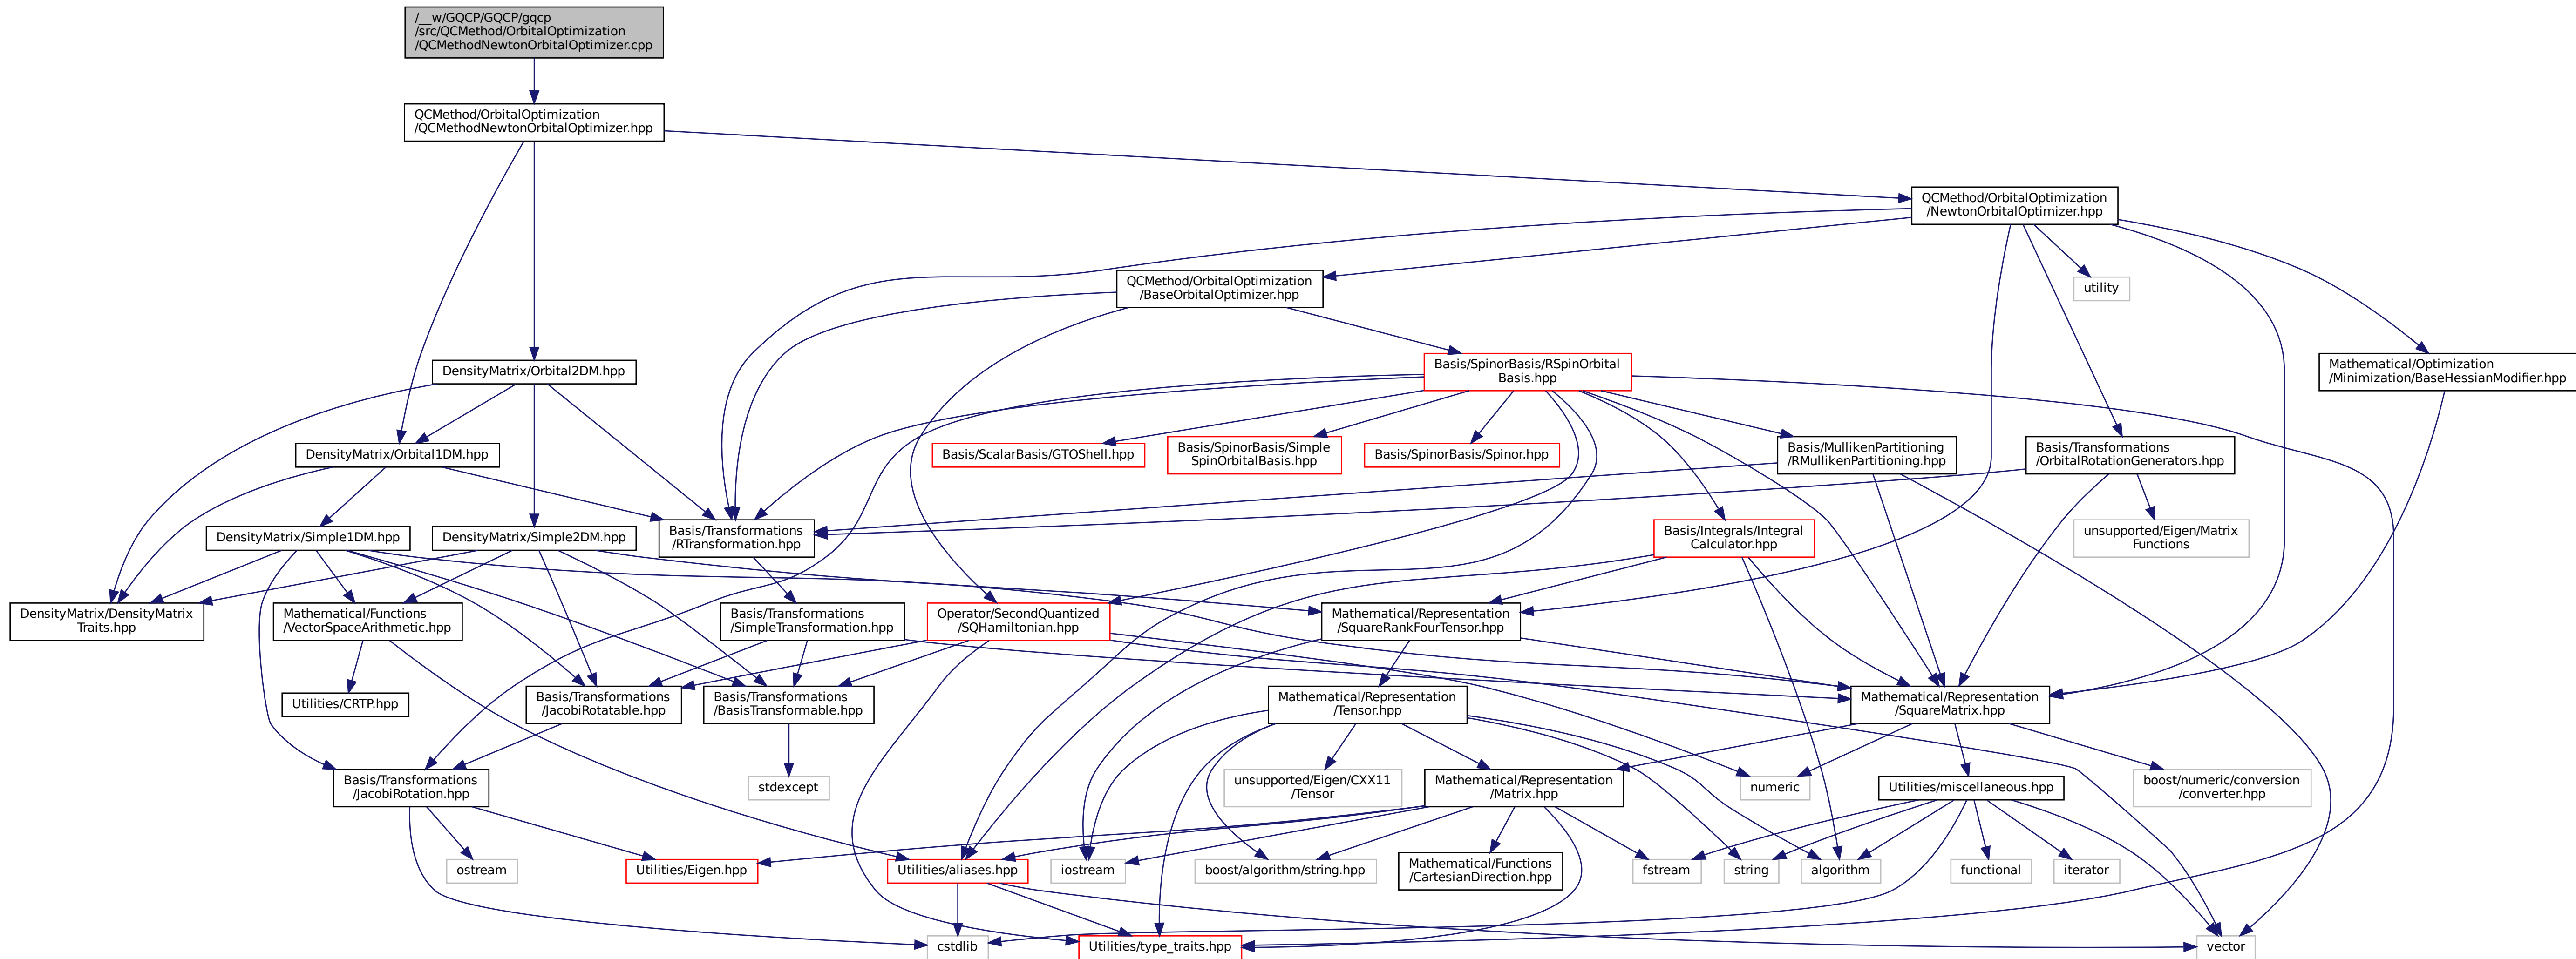 /__w/GQCP/GQCP/gqcp
/src/QCMethod/OrbitalOptimization
/QCMethodNewtonOrbitalOptimizer.cpp
QCMethod/OrbitalOptimization
/QCMethodNewtonOrbitalOptimizer.hpp
QCMethod/OrbitalOptimization
/NewtonOrbitalOptimizer.hpp
QCMethod/OrbitalOptimization
/BaseOrbitalOptimizer.hpp
utility
DensityMatrix/Orbital2DM.hpp
Basis/SpinorBasis/RSpinOrbital
Basis.hpp
Mathematical/Optimization
/Minimization/BaseHessianModifier.hpp
DensityMatrix/Orbital1DM.hpp
Basis/ScalarBasis/GTOShell.hpp
Basis/SpinorBasis/Simple
SpinOrbitalBasis.hpp
Basis/SpinorBasis/Spinor.hpp
Basis/MullikenPartitioning
/RMullikenPartitioning.hpp
Basis/Transformations
/OrbitalRotationGenerators.hpp
DensityMatrix/Simple1DM.hpp
DensityMatrix/Simple2DM.hpp
Basis/Transformations
/RTransformation.hpp
Basis/Integrals/Integral
Calculator.hpp
unsupported/Eigen/Matrix
Functions
DensityMatrix/DensityMatrix
Traits.hpp
Mathematical/Functions
/VectorSpaceArithmetic.hpp
Basis/Transformations
/SimpleTransformation.hpp
Operator/SecondQuantized
/SQHamiltonian.hpp
Mathematical/Representation
/SquareRankFourTensor.hpp
Utilities/CRTP.hpp
Basis/Transformations
/JacobiRotatable.hpp
Basis/Transformations
/BasisTransformable.hpp
Mathematical/Representation
/Tensor.hpp
Mathematical/Representation
/SquareMatrix.hpp
Basis/Transformations
/JacobiRotation.hpp
stdexcept
unsupported/Eigen/CXX11
/Tensor
Mathematical/Representation
/Matrix.hpp
numeric
Utilities/miscellaneous.hpp
boost/numeric/conversion
/converter.hpp
ostream
Utilities/Eigen.hpp
Utilities/aliases.hpp
iostream
boost/algorithm/string.hpp
Mathematical/Functions
/CartesianDirection.hpp
fstream
string
algorithm
functional
iterator
cstdlib
Utilities/type_traits.hpp
vector